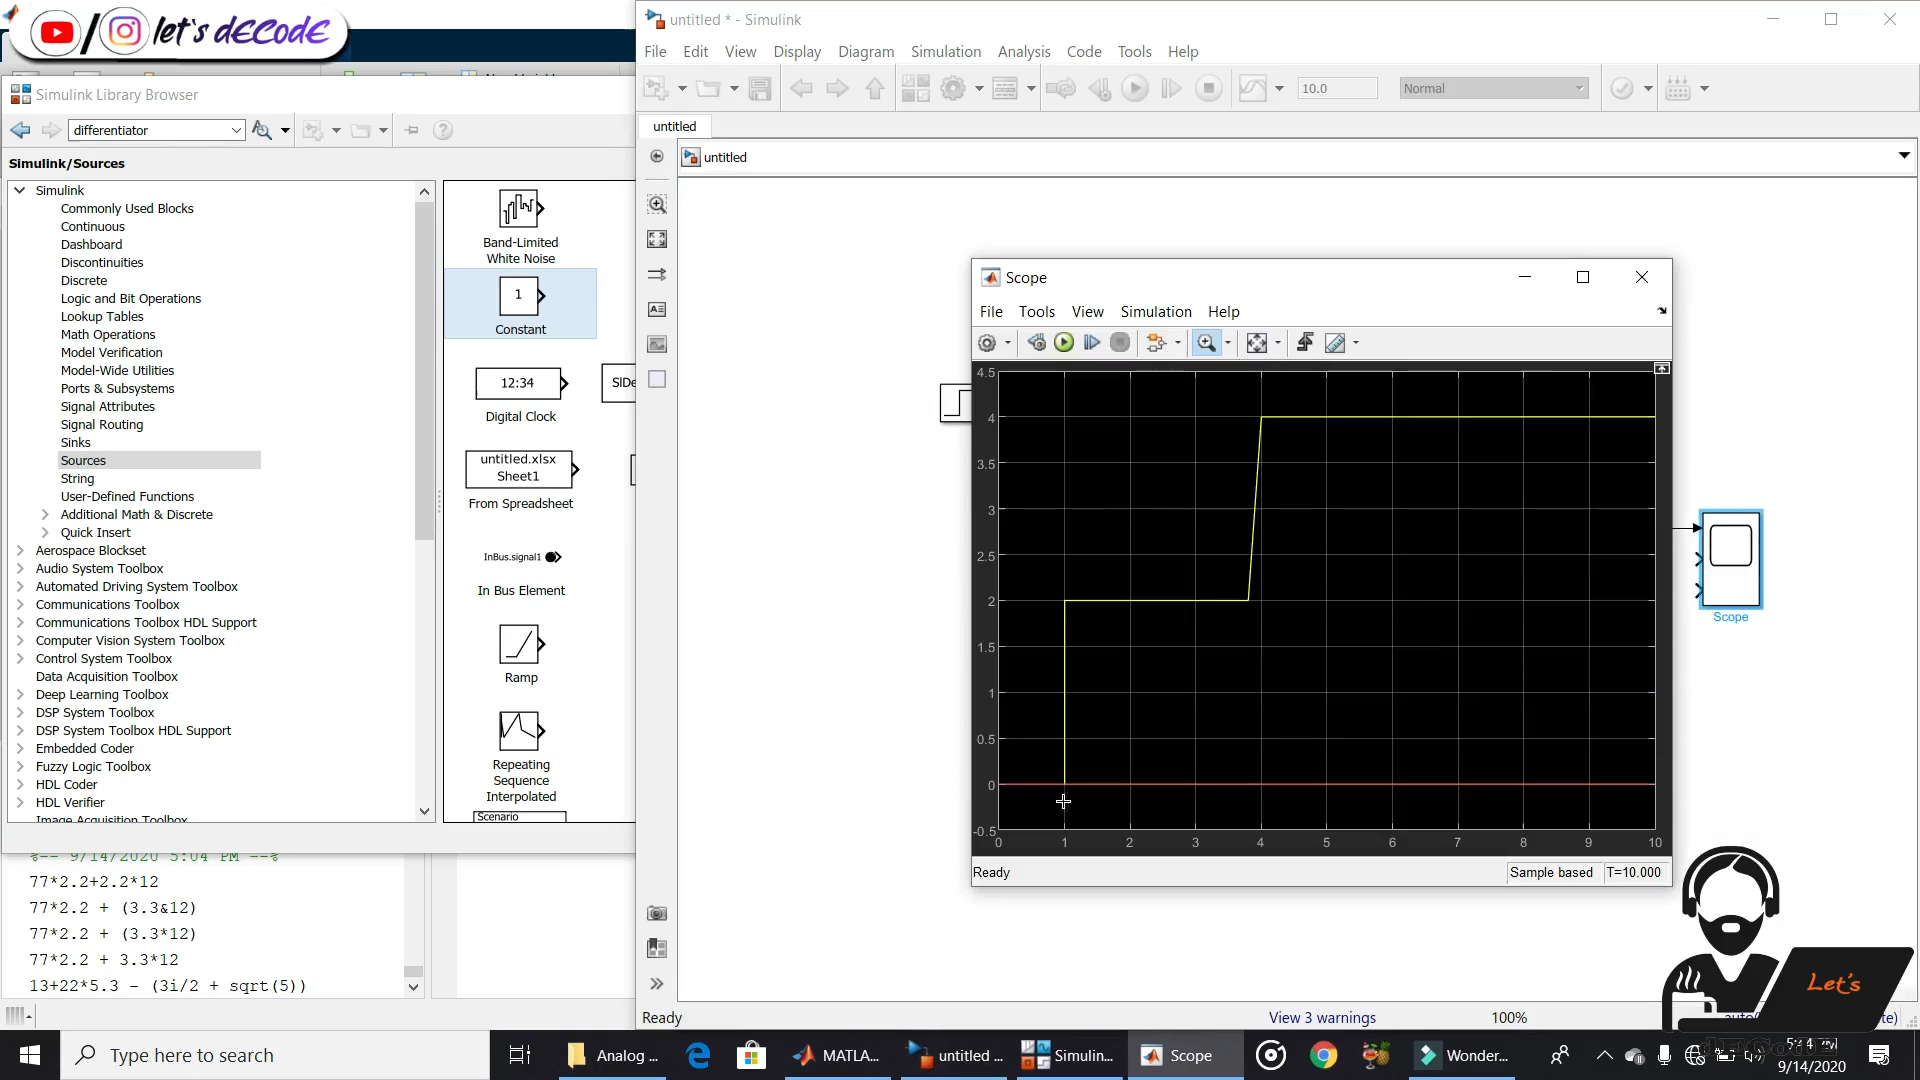 let's dECodE
untitled * - Simulink
File Edit View Display Diagram Simulation Analysis Code Tools Help
10.0 Normal
untitled
untitled
Simulink Library Browser
differentiator
Simulink/Sources
Simulink
Commonly Used Blocks
Continuous
Dashboard
Discontinuities
Discrete
Logic and Bit Operations
Lookup Tables
Math Operations
Model Verification
Model-Wide Utilities
Ports & Subsystems
Signal Attributes
Signal Routing
Sinks
Sources
String
User-Defined Functions
Additional Math & Discrete
Quick Insert
Aerospace Blockset
Audio System Toolbox
Automated Driving System Toolbox
Communications Toolbox
Communications Toolbox HDL Support
Computer Vision System Toolbox
Control System Toolbox
Data Acquisition Toolbox
Deep Learning Toolbox
DSP System Toolbox
DSP System Toolbox HDL Support
Embedded Coder
Fuzzy Logic Toolbox
HDL Coder
HDL Verifier
Image Acquisition Toolbox
Band-Limited
White Noise
1
Constant
12:34
Digital Clock
SlDe
untitled.xlsx
Sheet1
From Spreadsheet
InBus.signal1
In Bus Element
Ramp
Repeating
Sequence
Interpolated
Scenario
%-- 9/14/2020 5:04 PM --%
77*2.2+2.2*12
77*2.2 + (3.3&12)
77*2.2 + (3.3*12)
77*2.2 + 3.3*12
13+22*5.3 - (3i/2 + sqrt(5))
Scope
File Tools View Simulation Help
4.5
4
3.5
3
2.5
2
1.5
1
0.5
0
-0.5
0 1 2 3 4 5 6 7 8 9 10
Ready Sample based T=10.000
Scope
Let's
Ready View 3 warnings 100%
Type here to search
Analog ... MATLA... untitled ... Simulin... Scope Wonder...
9/14/2020